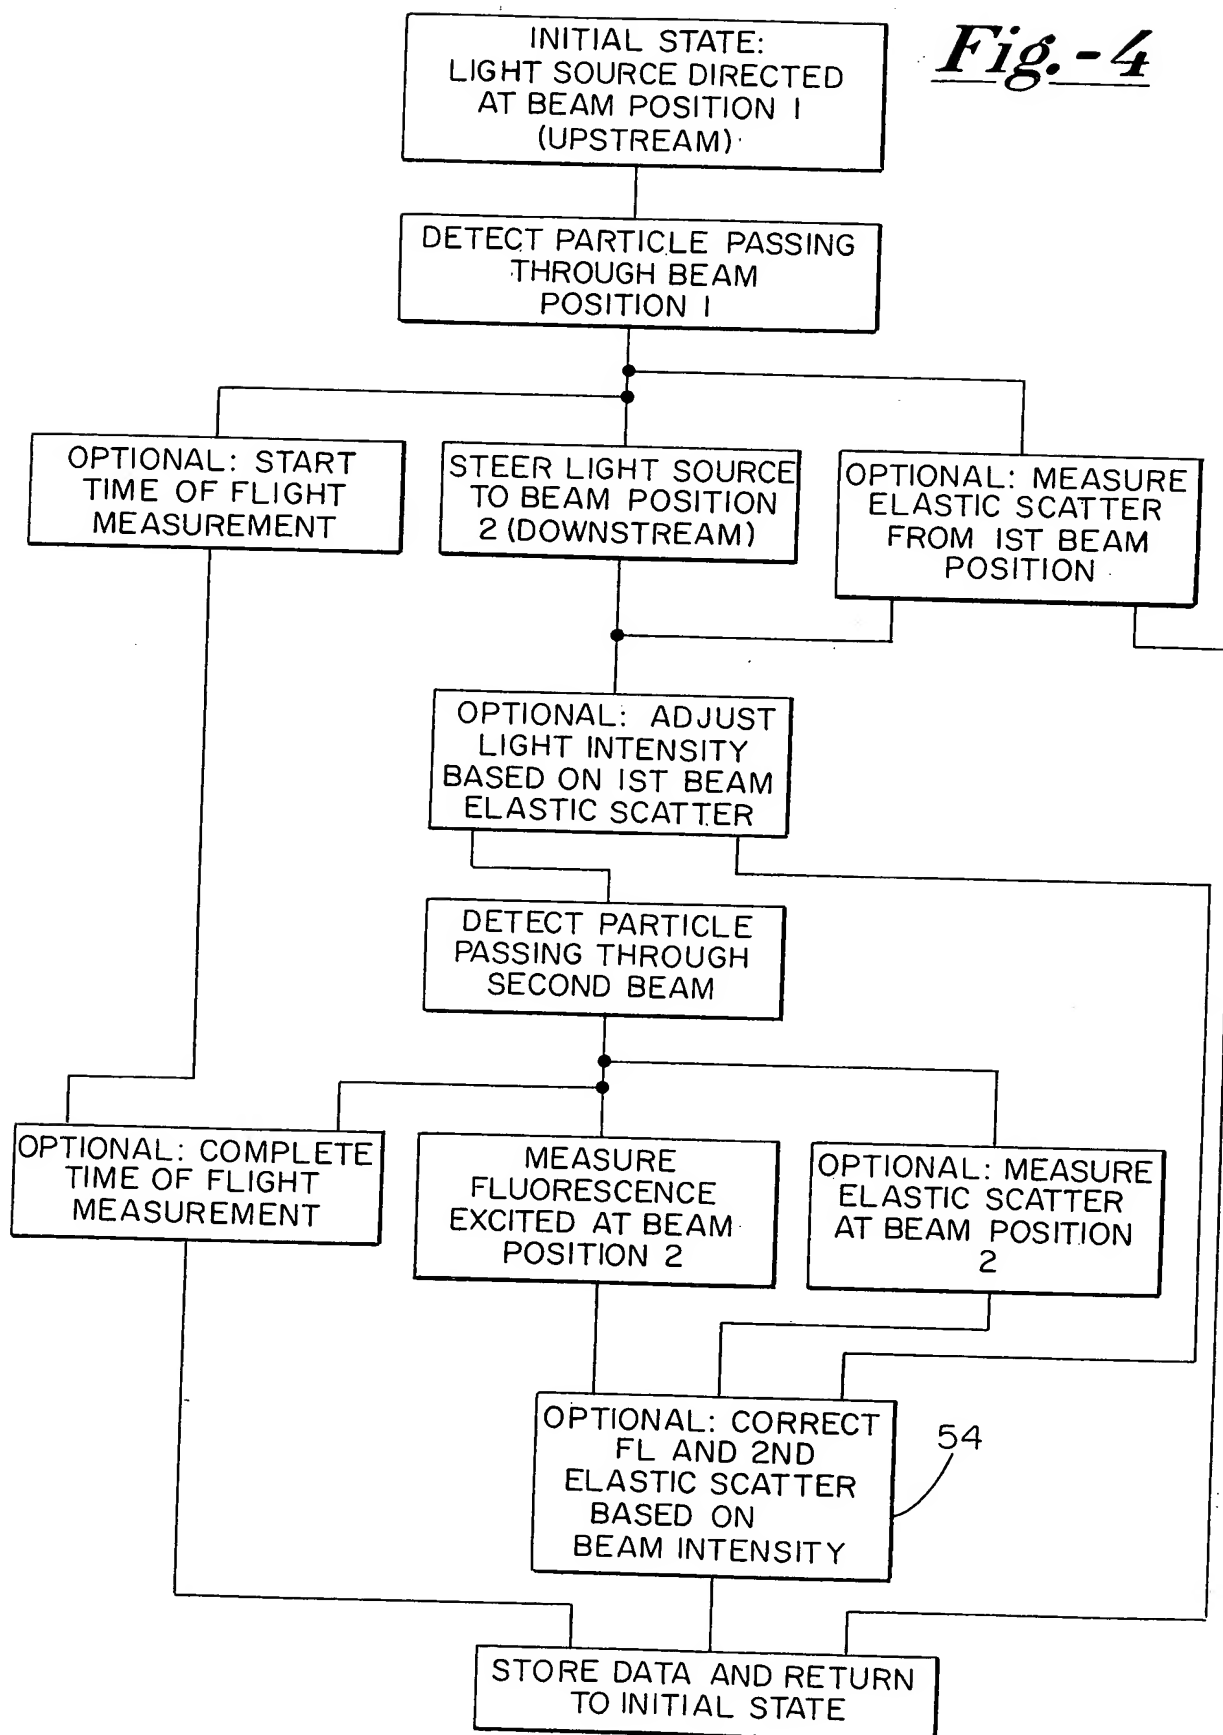 Fig.-4
INITIAL STATE:
LIGHT SOURCE DIRECTED
AT BEAM POSITION 1
(UPSTREAM)
DETECT PARTICLE PASSING
THROUGH BEAM
POSITION 1
OPTIONAL: START
TIME OF FLIGHT
MEASUREMENT
STEER LIGHT SOURCE
TO BEAM POSITION
2 (DOWNSTREAM)
OPTIONAL: MEASURE
ELASTIC SCATTER
FROM 1ST BEAM
POSITION
OPTIONAL: ADJUST
LIGHT INTENSITY
BASED ON 1ST BEAM
ELASTIC SCATTER
DETECT PARTICLE
PASSING THROUGH
SECOND BEAM
OPTIONAL: COMPLETE
TIME OF FLIGHT
MEASUREMENT
MEASURE
FLUORESCENCE
EXCITED AT BEAM
POSITION 2
OPTIONAL: MEASURE
ELASTIC SCATTER
AT BEAM POSITION
2
OPTIONAL: CORRECT
FL AND 2ND
ELASTIC SCATTER
BASED ON
BEAM INTENSITY
54
STORE DATA AND RETURN
TO INITIAL STATE